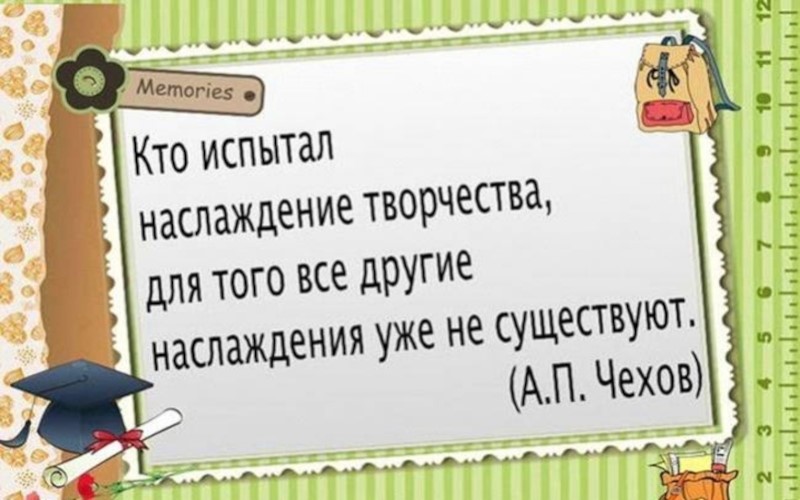 Memories
Кто испытал
наслаждение творчества,
для того все другие
наслаждения уже не существуют.
(А.П. Чехов)
12
11
10
9
8
7
6
5
4
3
2